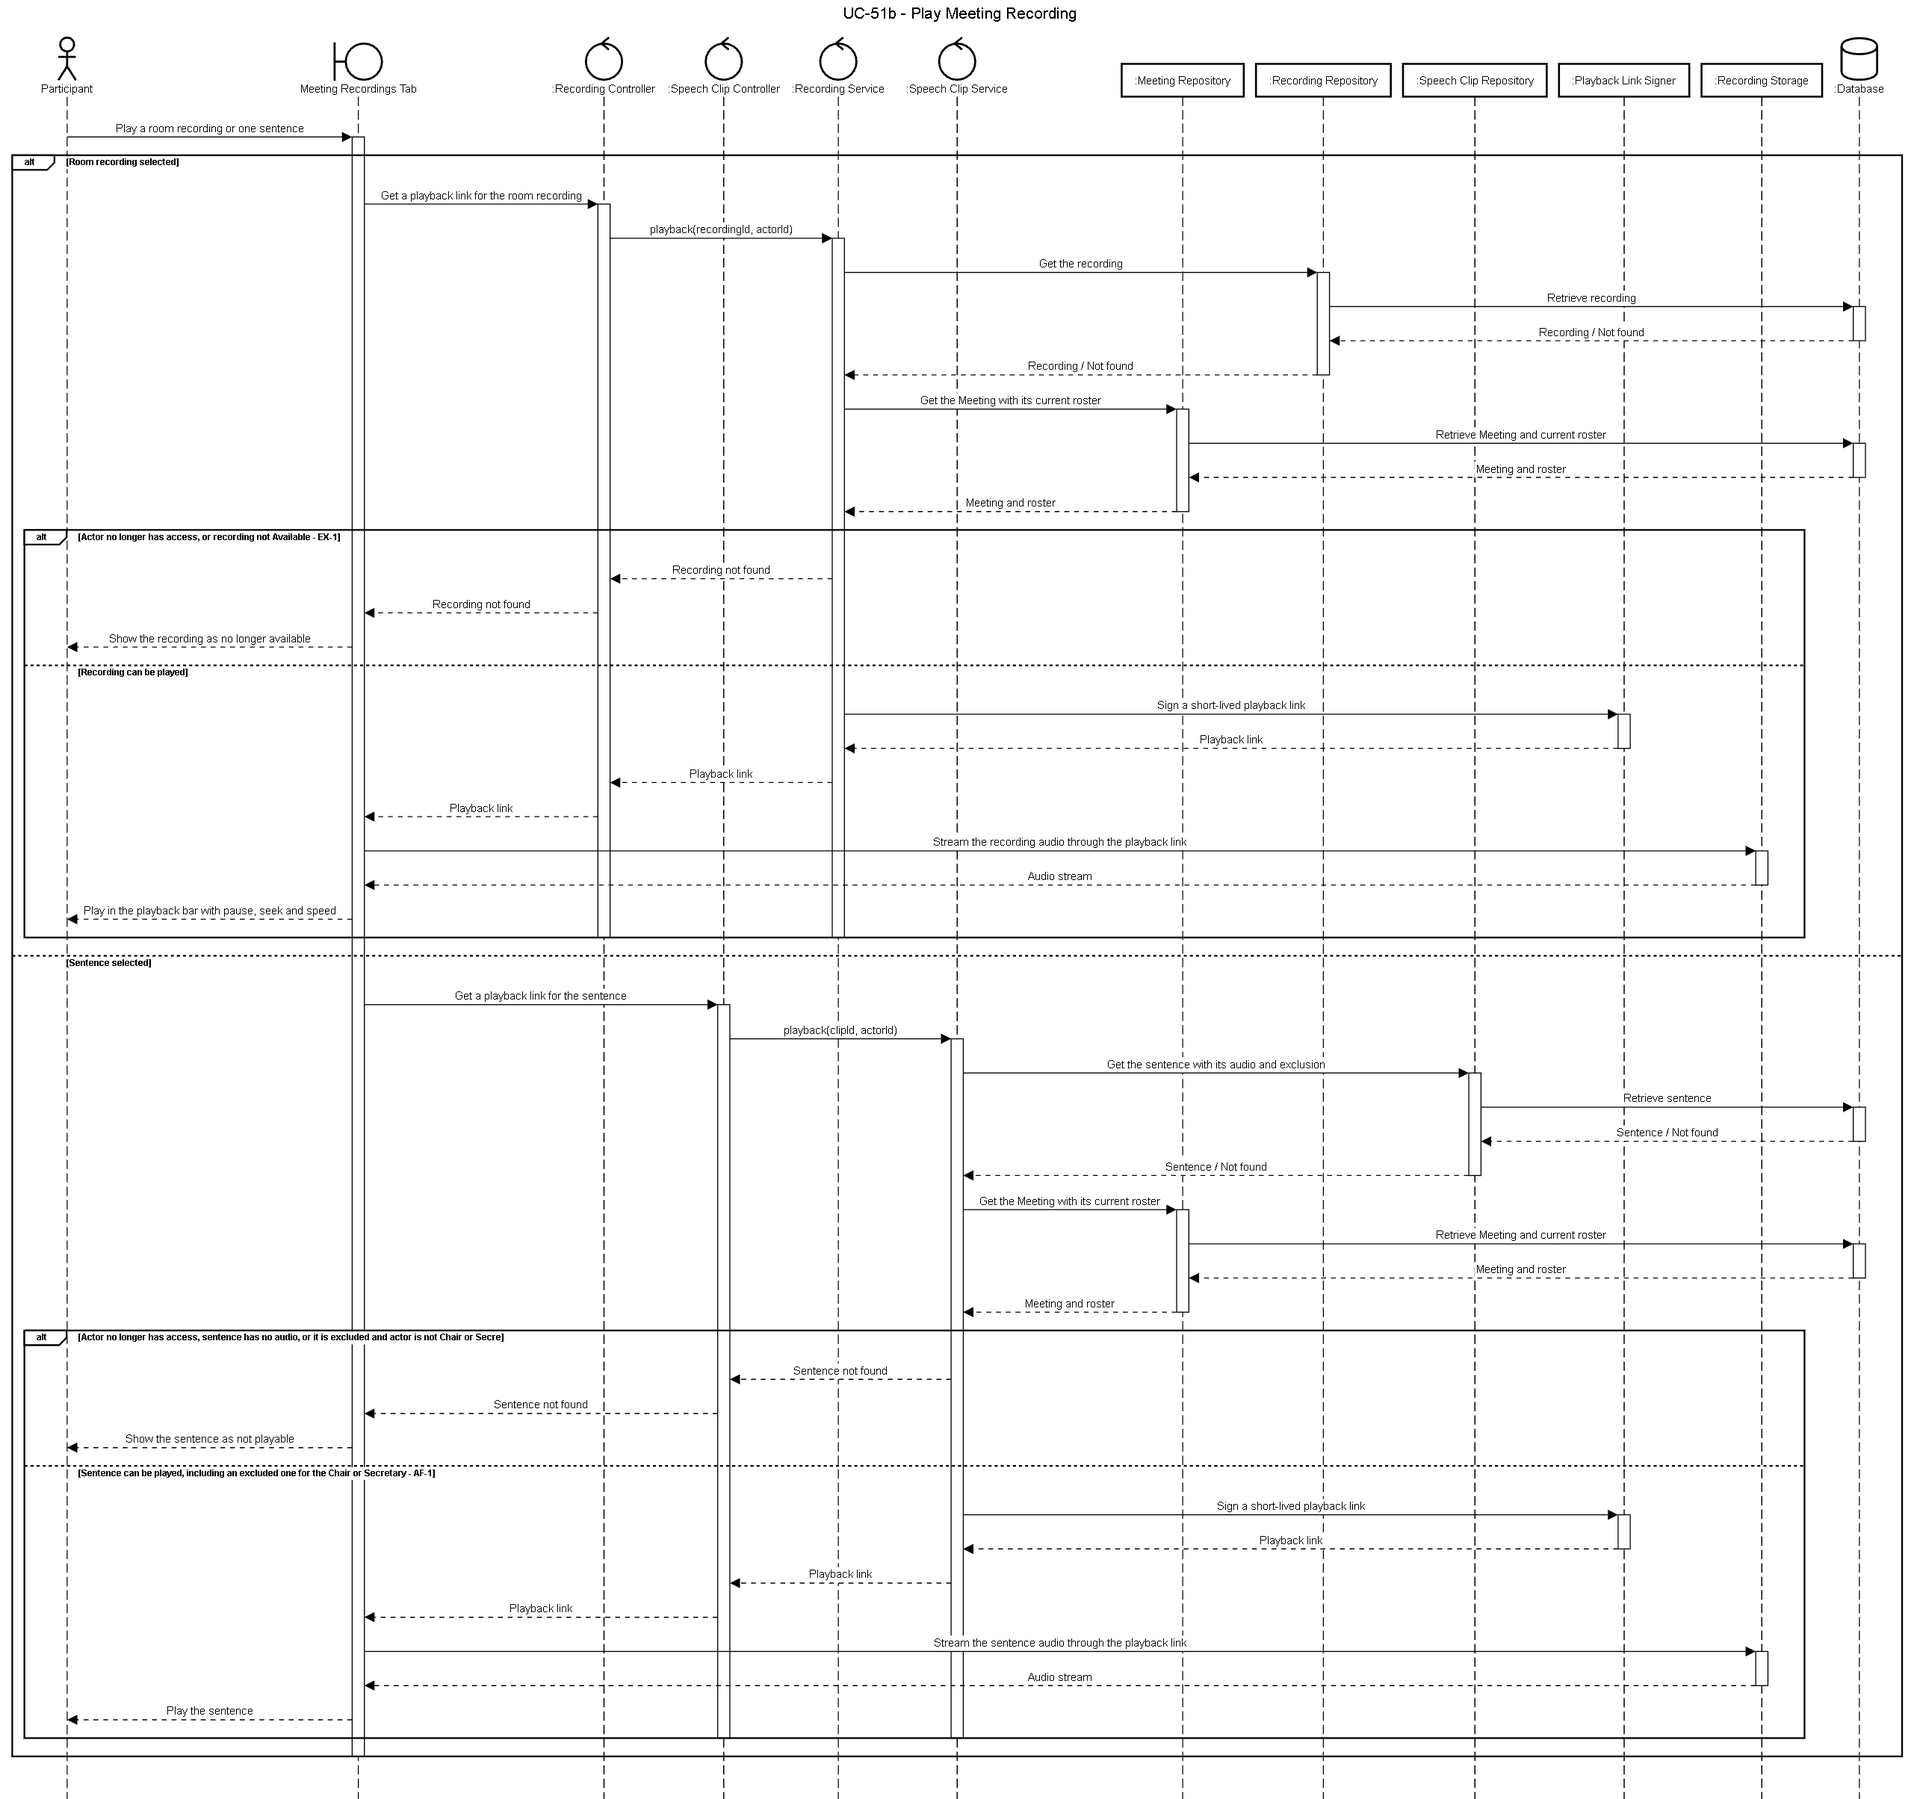 UC-51b - Play Meeting Recording
Participant
Meeting Recordings Tab
:Recording Controller
:Speech Clip Controller
:Recording Service
:Speech Clip Service
:Meeting Repository
:Recording Repository
:Speech Clip Repository
:Playback Link Signer
:Recording Storage
:Database
Play a room recording or one sentence
alt
[Room recording selected]
Get a playback link for the room recording
playback(recordingId, actorId)
Get the recording
Retrieve recording
Recording / Not found
Recording / Not found
Get the Meeting with its current roster
Retrieve Meeting and current roster
Meeting and roster
Meeting and roster
alt
[Actor no longer has access, or recording not Available - EX-1]
Recording not found
Recording not found
Show the recording as no longer available
[Recording can be played]
Sign a short-lived playback link
Playback link
Playback link
Playback link
Stream the recording audio through the playback link
Audio stream
Play in the playback bar with pause, seek and speed
[Sentence selected]
Get a playback link for the sentence
playback(clipId, actorId)
Get the sentence with its audio and exclusion
Retrieve sentence
Sentence / Not found
Sentence / Not found
Get the Meeting with its current roster
Retrieve Meeting and current roster
Meeting and roster
Meeting and roster
alt
[Actor no longer has access, sentence has no audio, or it is excluded and actor is not Chair or Secre]
Sentence not found
Sentence not found
Show the sentence as not playable
[Sentence can be played, including an excluded one for the Chair or Secretary - AF-1]
Sign a short-lived playback link
Playback link
Playback link
Playback link
Stream the sentence audio through the playback link
Audio stream
Play the sentence